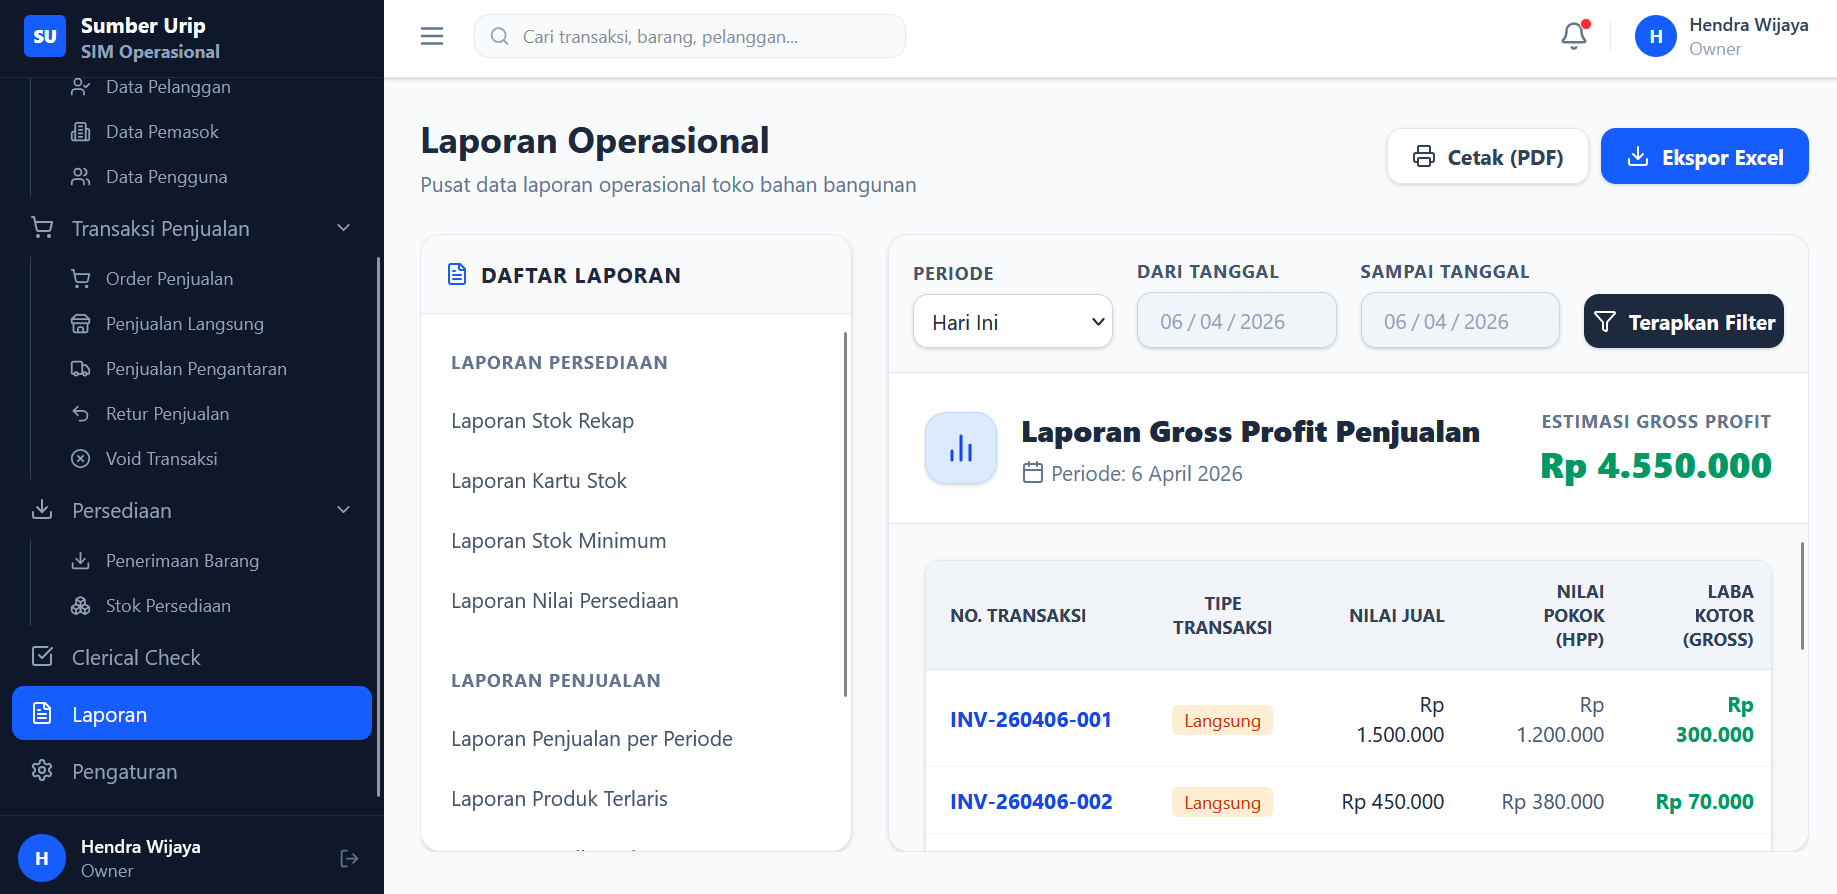 SU
Sumber Urip
SIM Operasional
Data Pelanggan
Data Pemasok
Data Pengguna
Transaksi Penjualan
Order Penjualan
Penjualan Langsung
Penjualan Pengantaran
Retur Penjualan
Void Transaksi
Persediaan
Penerimaan Barang
Stok Persediaan
Clerical Check
Laporan
Pengaturan
H
Hendra Wijaya
Owner
Cari transaksi, barang, pelanggan...
H
Hendra Wijaya
Owner
Laporan Operasional
Pusat data laporan operasional toko bahan bangunan
Cetak (PDF)
Ekspor Excel
DAFTAR LAPORAN
LAPORAN PERSEDIAAN
Laporan Stok Rekap
Laporan Kartu Stok
Laporan Stok Minimum
Laporan Nilai Persediaan
LAPORAN PENJUALAN
Laporan Penjualan per Periode
Laporan Produk Terlaris
PERIODE
Hari Ini
DARI TANGGAL
06 / 04 / 2026
SAMPAI TANGGAL
06 / 04 / 2026
Terapkan Filter
Laporan Gross Profit Penjualan
Periode: 6 April 2026
ESTIMASI GROSS PROFIT
Rp 4.550.000
NO. TRANSAKSI
TIPE
TRANSAKSI
NILAI JUAL
NILAI
POKOK
(HPP)
LABA
KOTOR
(GROSS)
INV-260406-001
Langsung
Rp
1.500.000
Rp
1.200.000
Rp
300.000
INV-260406-002
Langsung
Rp 450.000
Rp 380.000
Rp 70.000